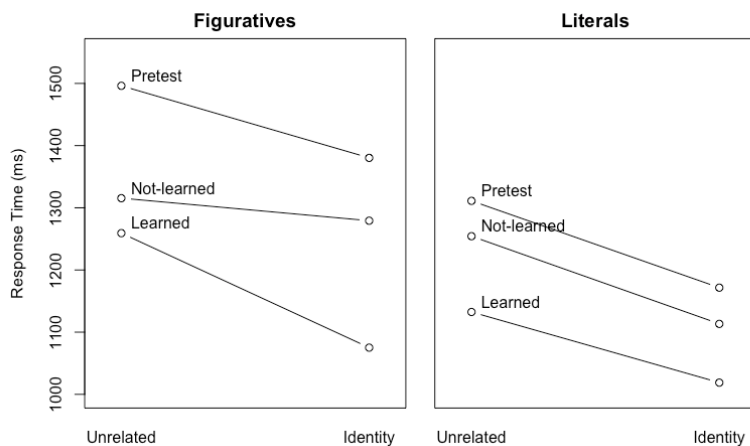 Figuratives
Literals
Response Time (ms)
1500
1400
1300
1200
1100
1000
Pretest
Not-learned
Learned
Pretest
Not-learned
Learned
Unrelated
Identity
Unrelated
Identity